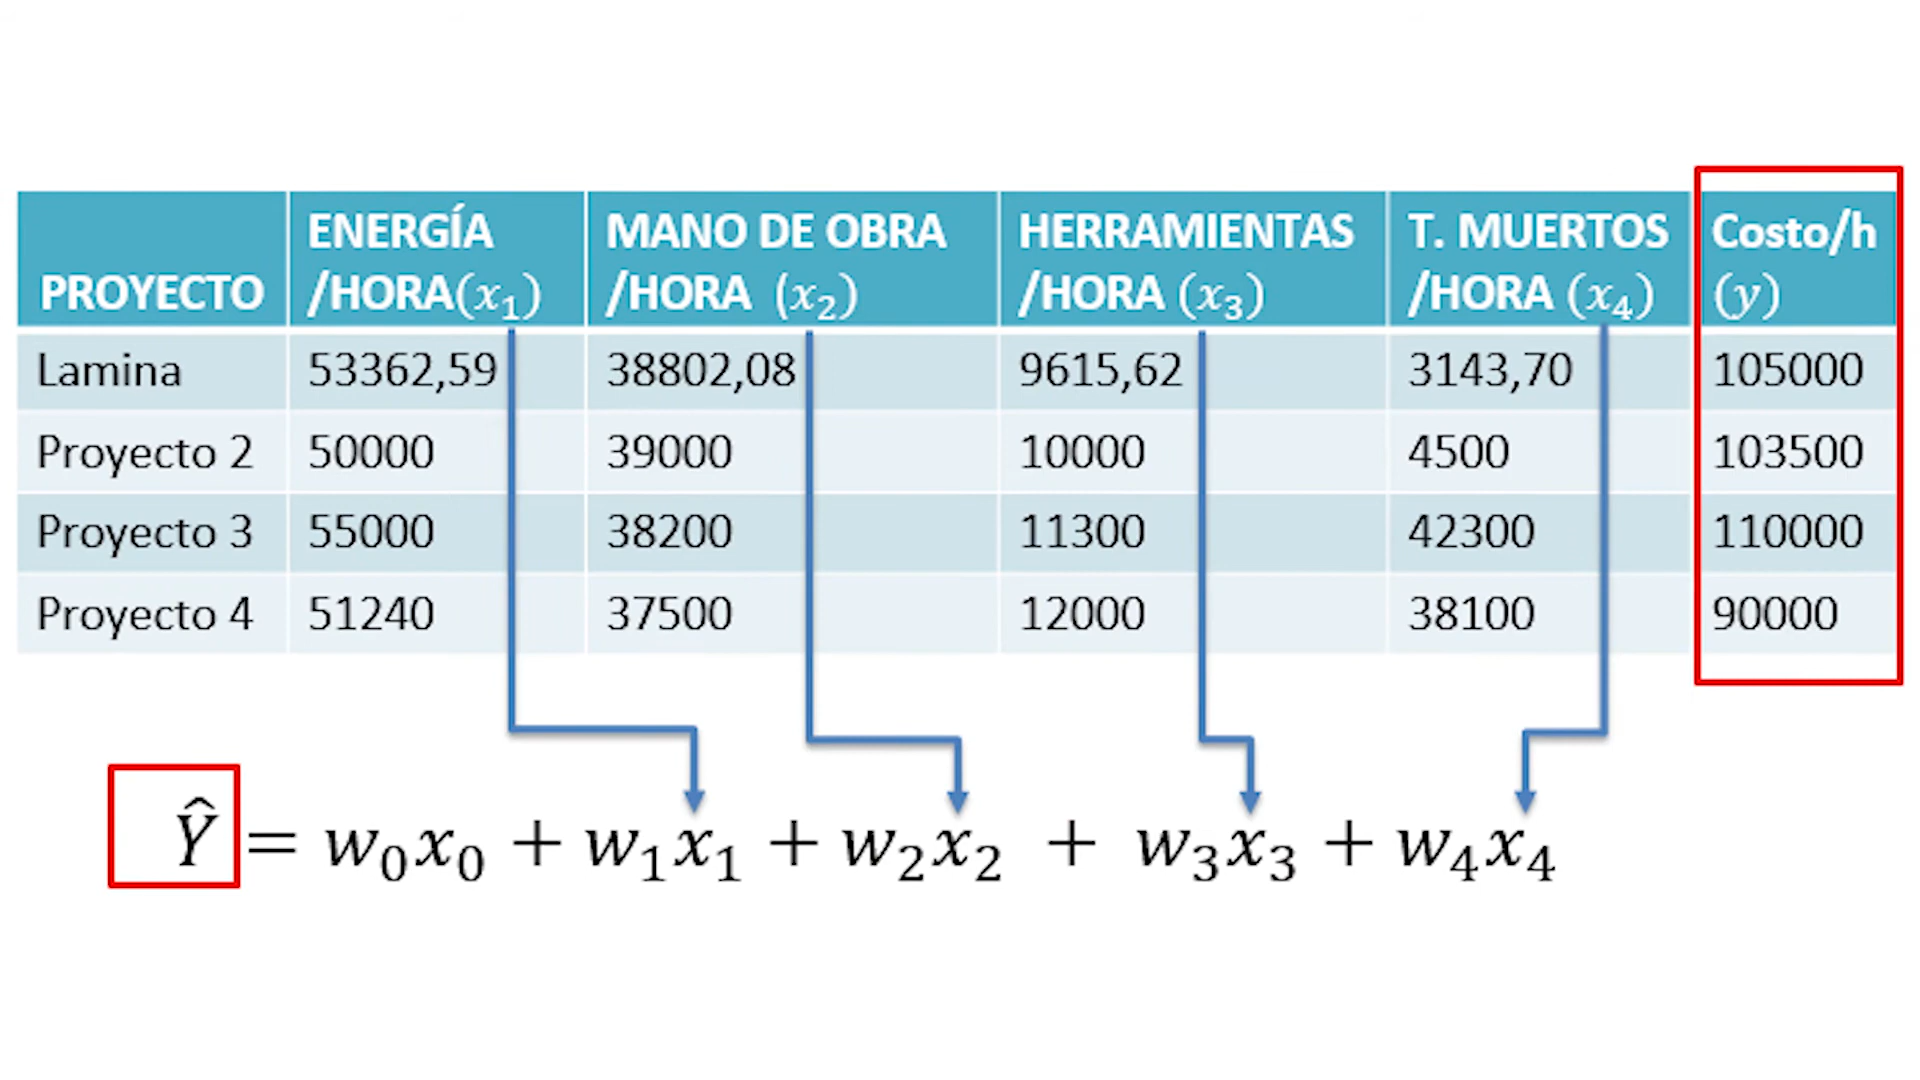 PROYECTO
ENERGÍA
/HORA(x₁)
MANO DE OBRA
/HORA (x₂)
HERRAMIENTAS
/HORA (x₃)
T. MUERTOS
/HORA (x₄)
Costo/h
(y)
Lamina 53362,59 38802,08 9615,62 3143,70 105000
Proyecto 2 50000 39000 10000 4500 103500
Proyecto 3 55000 38200 11300 42300 110000
Proyecto 4 51240 37500 12000 38100 90000
Ŷ = w₀x₀ + w₁x₁ + w₂x₂ + w₃x₃ + w₄x₄